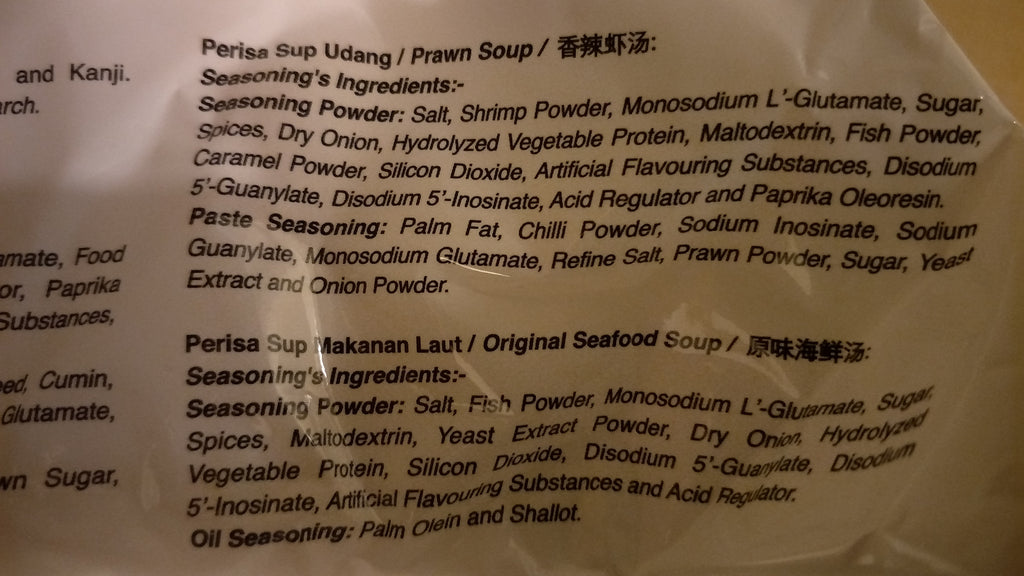 and Kanji.
arch.
amate, Food
or, Paprika
Substances,
eed, Cumin,
Glutamate,
wn Sugar,
Perisa Sup Udang / Prawn Soup / 香辣虾汤:
Seasoning's Ingredients:-
Seasoning Powder: Salt, Shrimp Powder, Monosodium L'-Glutamate, Sugar,
Spices, Dry Onion, Hydrolyzed Vegetable Protein, Maltodextrin, Fish Powder,
Caramel Powder, Silicon Dioxide, Artificial Flavouring Substances, Disodium
5'-Guanylate, Disodium 5'-Inosinate, Acid Regulator and Paprika Oleoresin.
Paste Seasoning: Palm Fat, Chilli Powder, Sodium Inosinate, Sodium
Guanylate, Monosodium Glutamate, Refine Salt, Prawn Powder, Sugar, Yeast
Extract and Onion Powder.
Perisa Sup Makanan Laut / Original Seafood Soup / 原味海鲜汤:
Seasoning's Ingredients:-
Seasoning Powder: Salt, Fish Powder, Monosodium L'-Glutamate, Sugar,
Spices, Maltodextrin, Yeast Extract Powder, Dry Onion, Hydrolyzed
Vegetable Protein, Silicon Dioxide, Disodium 5'-Guanylate, Disodium
5'-Inosinate, Artificial Flavouring Substances and Acid Regulator.
Oil Seasoning: Palm Olein and Shallot.